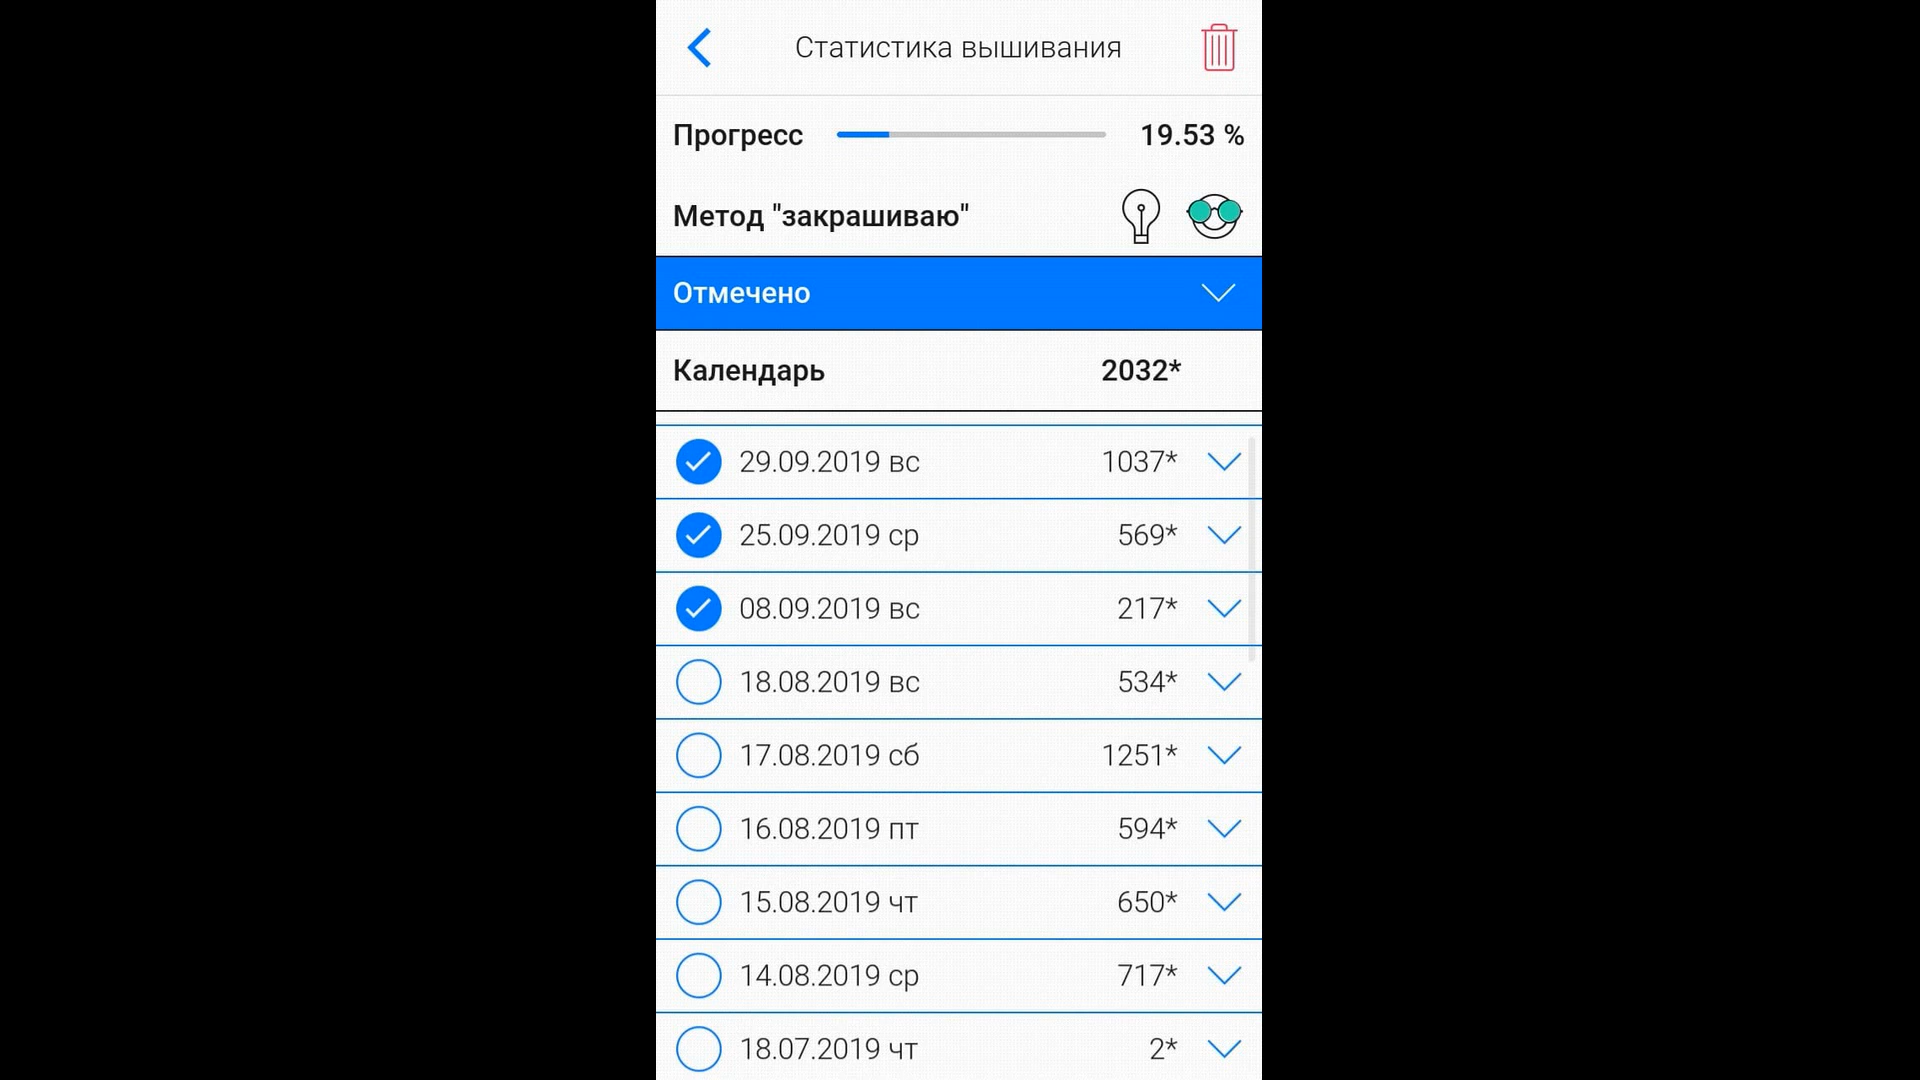 Статистика вышивания
Прогресс 19.53 %
Метод "закрашиваю"
Отмечено
Календарь 2032*
29.09.2019 вс 1037*
25.09.2019 ср 569*
08.09.2019 вс 217*
18.08.2019 вс 534*
17.08.2019 сб 1251*
16.08.2019 пт 594*
15.08.2019 чт 650*
14.08.2019 ср 717*
18.07.2019 чт 2*